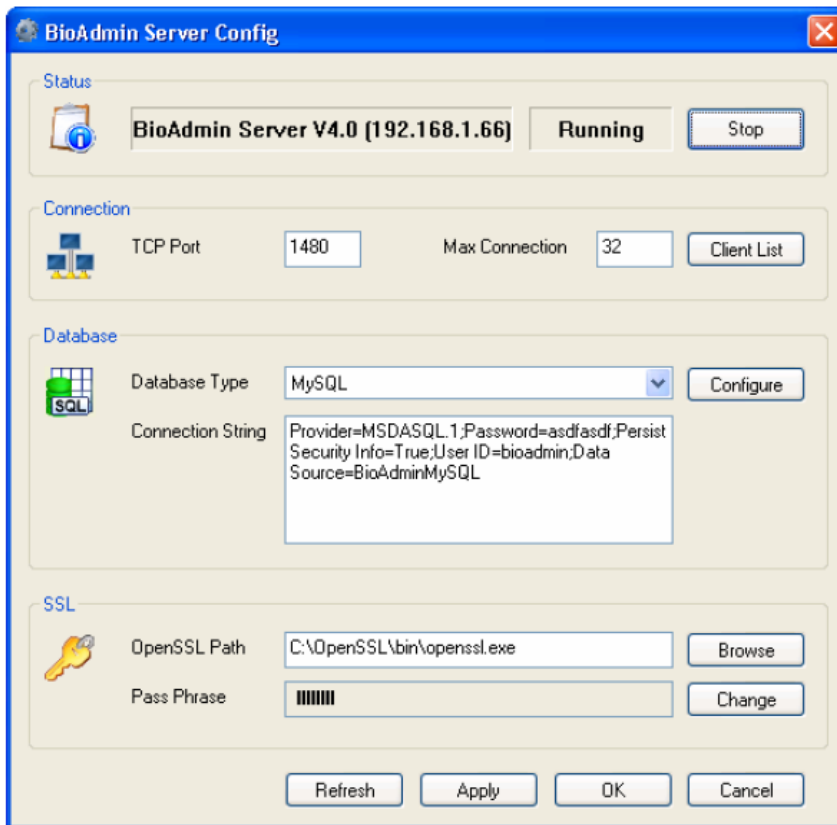 BioAdmin Server Config
Status
BioAdmin Server V4.0 (192.168.1.66) Running Stop
Connection
TCP Port 1480 Max Connection 32 Client List
Database
Database Type MySQL Configure
SQL
Connection String Provider=MSDASQL.1;Password=asdfasdf;Persist
Security Info=True;User ID=bioadmin;Data
Source=BioAdminMySQL
SSL
OpenSSL Path C:\OpenSSL\bin\openssl.exe Browse
Pass Phrase Change
Refresh Apply OK Cancel